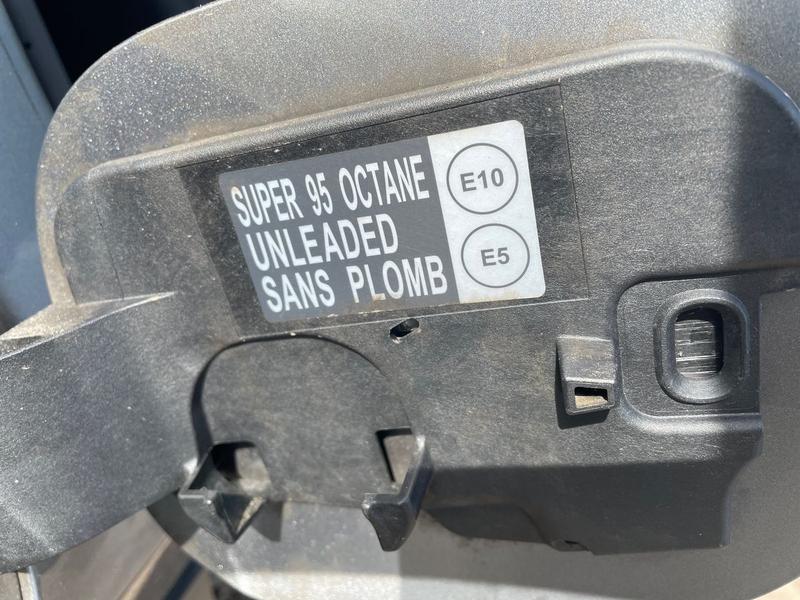 SUPER 95 OCTANE
UNLEADED
SANS PLOMB
E10
E5